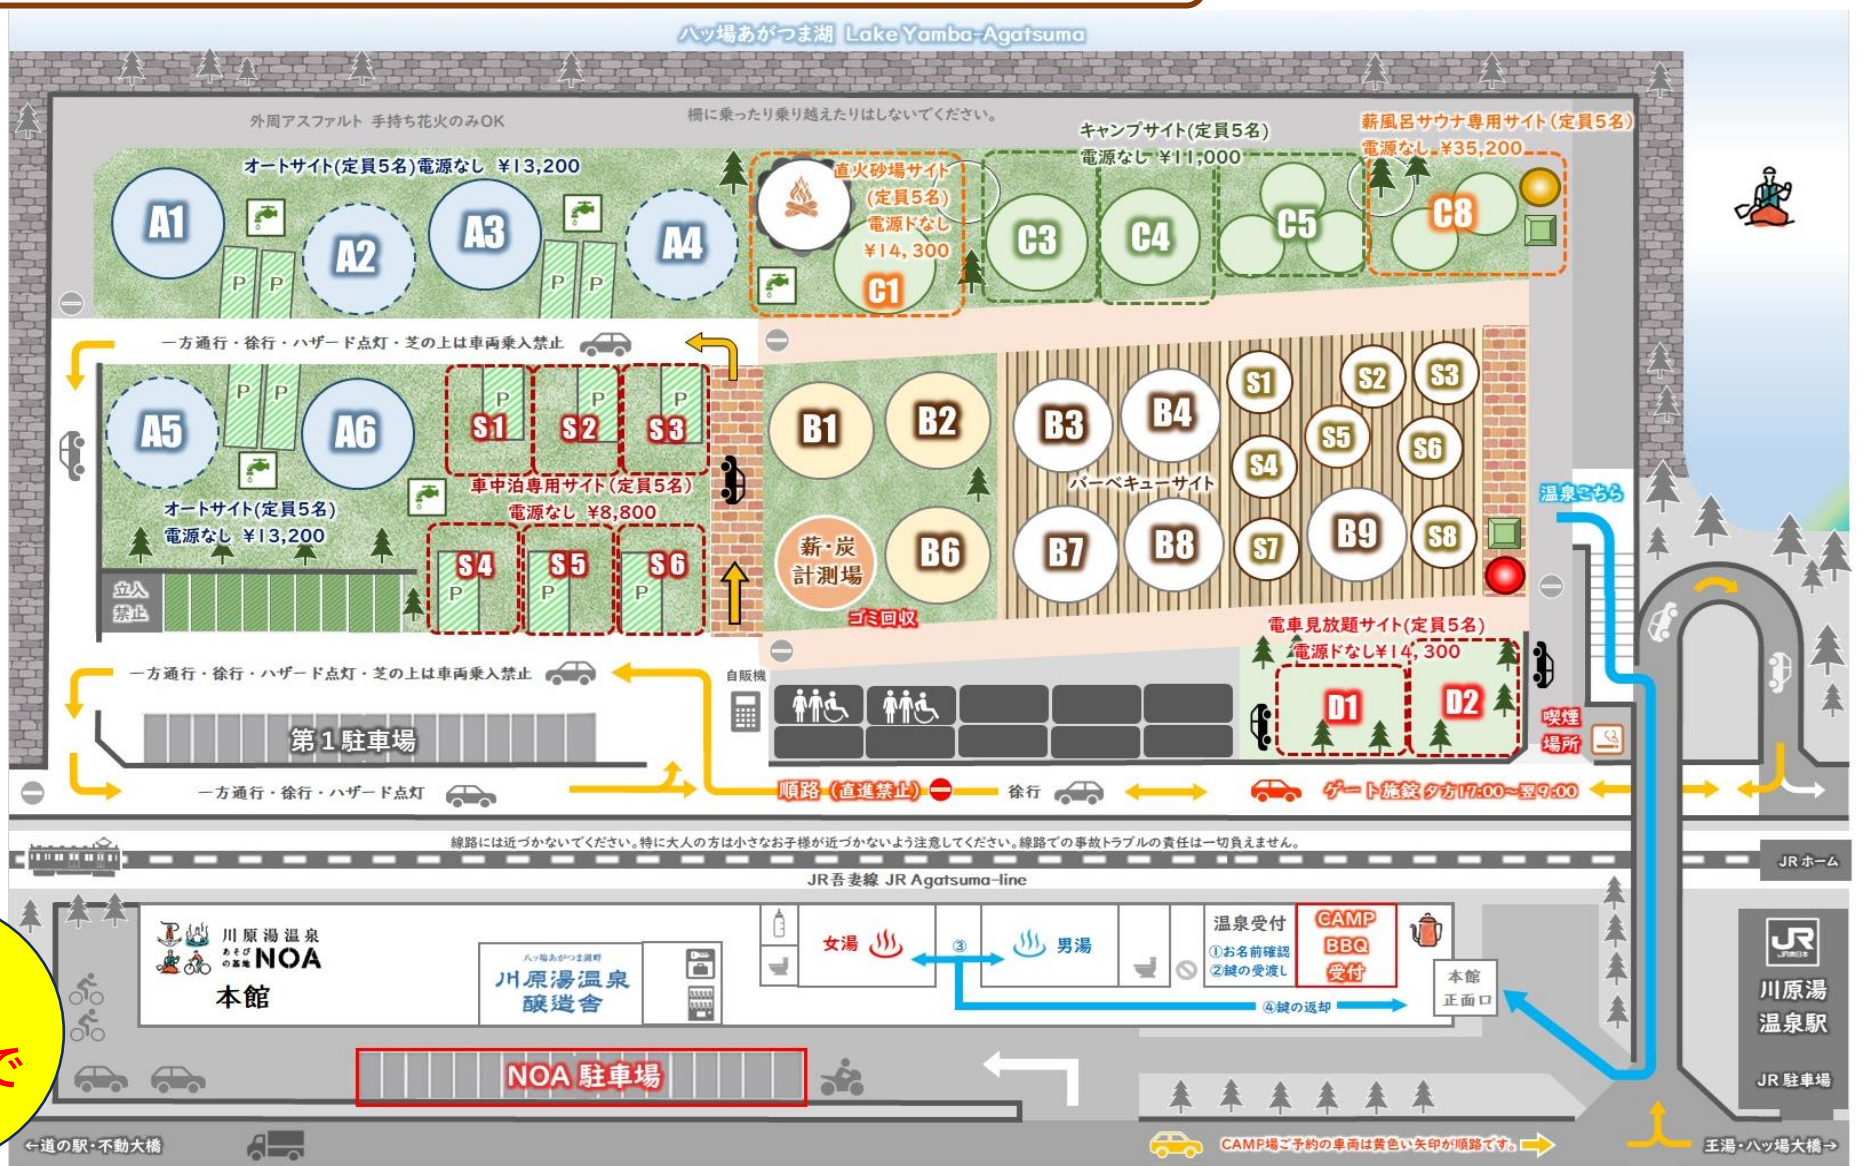 八ッ場あがつま湖 Lake Yamba-Agatsuma
外周アスファルト 手持ち花火のみOK
柵に乗ったり乗り越えたりはしないでください。
オートサイト(定員5名)電源なし ¥13,200
キャンプサイト(定員5名)
電源なし ¥11,000
薪風呂サウナ専用サイト(定員5名)
電源なし ¥35,200
直火砂場サイト
(定員5名)
電源ドなし
¥14,300
A1
A2
A3
A4
P
P
P
P
C1
C3
C4
C5
C8
一方通行・徐行・ハザード点灯・芝の上は車両乗入禁止
A5
P
P
A6
P
S1
P
S2
P
S3
車中泊専用サイト(定員5名)
電源なし ¥8,800
オートサイト(定員5名)
電源なし ¥13,200
P
S4
P
S5
P
S6
立入
禁止
B1
B2
B3
B4
S1
S2
S3
S5
S6
S4
バーベキューサイト
薪・炭
計測場
B6
B7
B8
S7
B9
S8
ゴミ回収
温泉こちら
電車見放題サイト(定員5名)
電源ドなし¥14,300
D1
D2
喫煙
場所
一方通行・徐行・ハザード点灯・芝の上は車両乗入禁止
自販機
第1駐車場
一方通行・徐行・ハザード点灯
順路(直進禁止)
徐行
ゲート施錠 夕方17:00~翌9:00
線路には近づかないでください。特に大人の方は小さなお子様が近づかないよう注意してください。線路での事故トラブルの責任は一切負えません。
JR吾妻線 JR Agatsuma-line
JRホーム
川原湯温泉
あそび
の基地 NOA
本館
八ッ場あがつま湖畔
川原湯温泉
醸造舎
女湯
③
男湯
温泉受付
①お名前確認
②鍵の受渡し
④鍵の返却
CAMP
BBQ
受付
本館
正面口
JR
JR東日本
川原湯
温泉駅
JR駐車場
で
NOA 駐車場
←道の駅・不動大橋
CAMP場ご予約の車両は黄色い矢印が順路です。
王湯・八ッ場大橋→